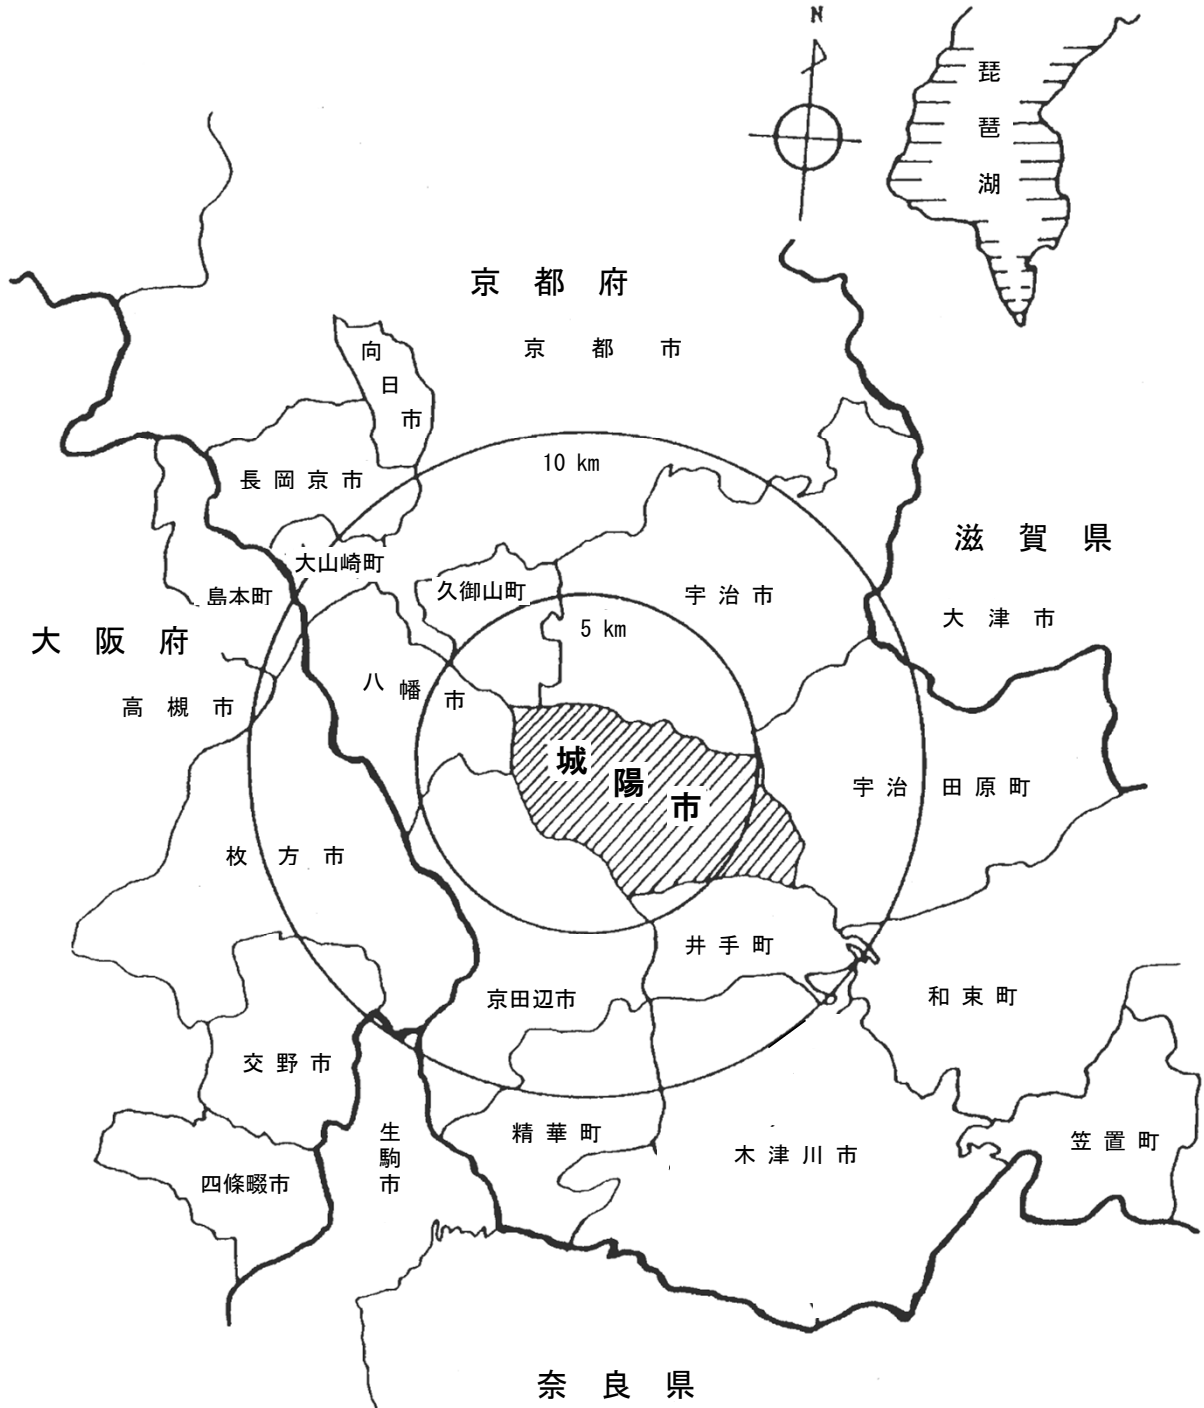 N
琵琶湖
京都府
京都市
向日市
10 km
長岡京市
滋賀県
大山崎町
久御山町
宇治市
島本町
大津市
5 km
大阪府
八幡市
高槻市
城陽市
宇治田原町
枚方市
井手町
京田辺市
和束町
交野市
精華町
生駒市
笠置町
木津川市
四條畷市
奈良県